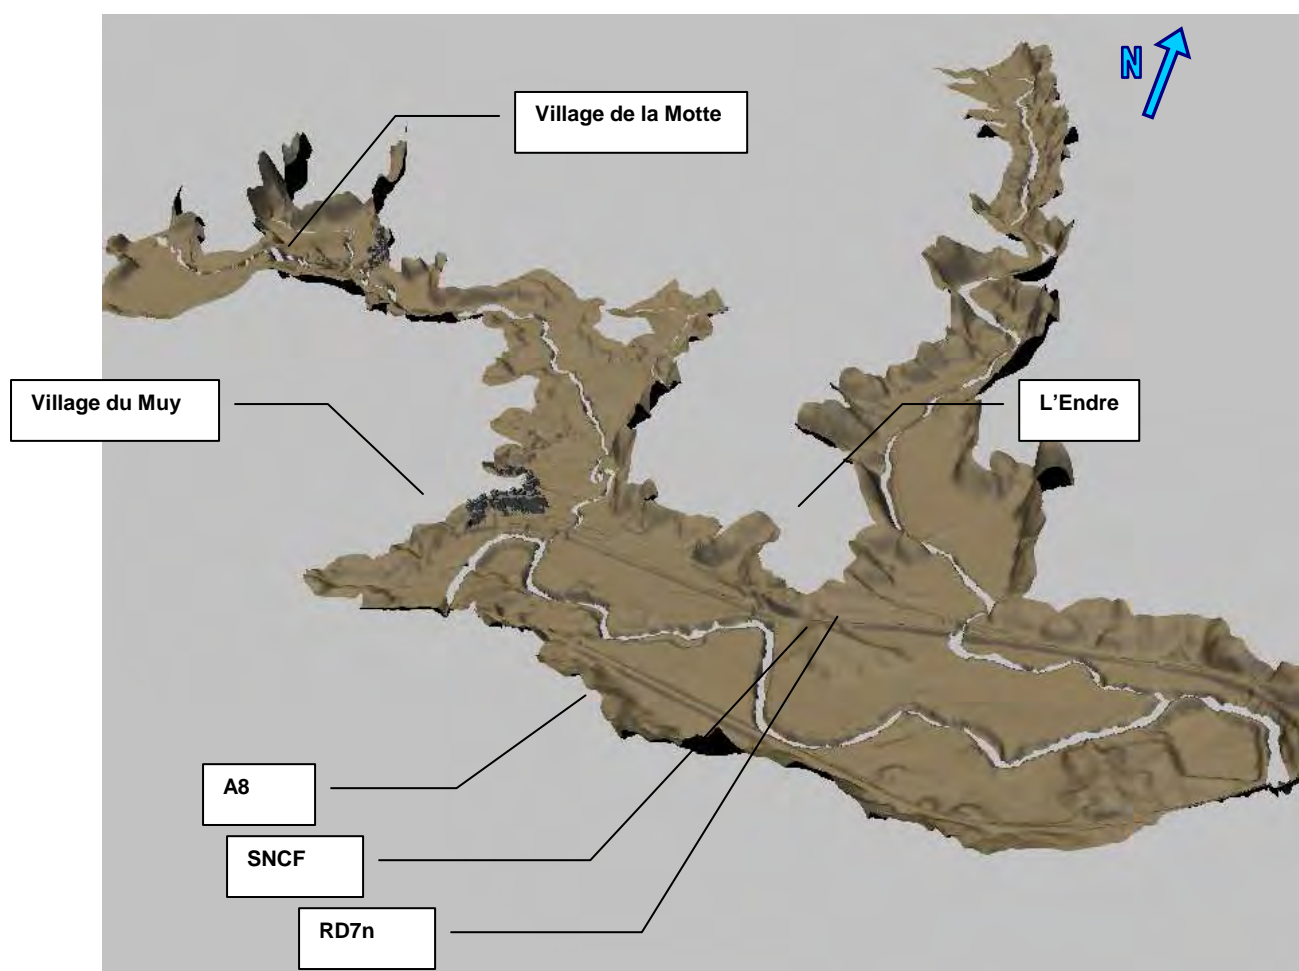 N
Village de la Motte
Village du Muy
L'Endre
A8
SNCF
RD7n